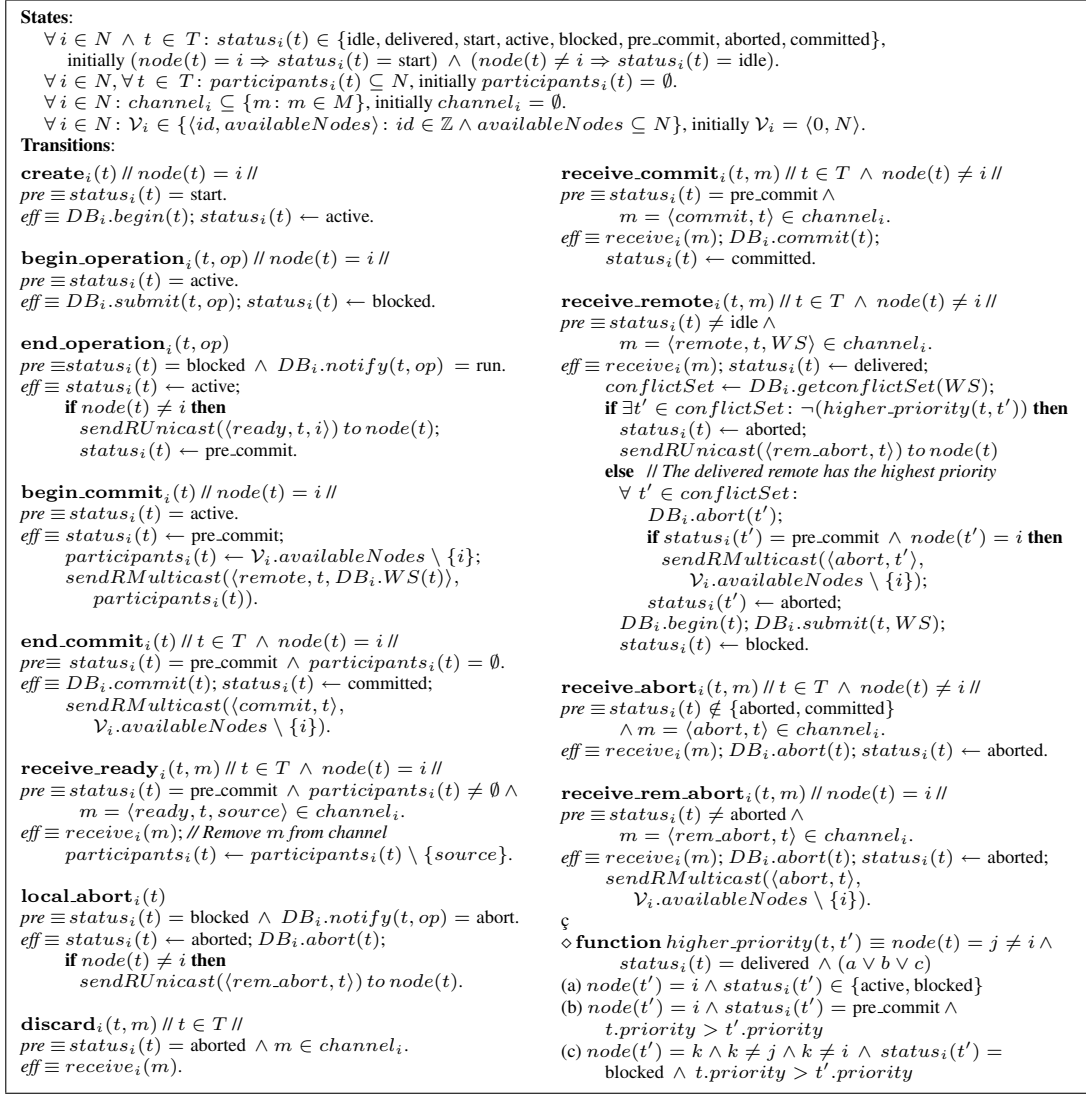 States:
∀ i ∈ N ∧ t ∈ T : status_i(t) ∈ {idle, delivered, start, active, blocked, pre_commit, aborted, committed},
initially (node(t) = i ⇒ status_i(t) = start) ∧ (node(t) ≠ i ⇒ status_i(t) = idle).
∀ i ∈ N, ∀ t ∈ T : participants_i(t) ⊆ N, initially participants_i(t) = ∅.
∀ i ∈ N : channel_i ⊆ {m : m ∈ M}, initially channel_i = ∅.
∀ i ∈ N : 𝒱_i ∈ {⟨id, availableNodes⟩ : id ∈ ℤ ∧ availableNodes ⊆ N}, initially 𝒱_i = ⟨0, N⟩.
Transitions:
create_i(t) // node(t) = i //
pre ≡ status_i(t) = start.
eff ≡ DB_i.begin(t); status_i(t) ← active.
begin_operation_i(t, op) // node(t) = i //
pre ≡ status_i(t) = active.
eff ≡ DB_i.submit(t, op); status_i(t) ← blocked.
end_operation_i(t, op)
pre ≡ status_i(t) = blocked ∧ DB_i.notify(t, op) = run.
eff ≡ status_i(t) ← active;
if node(t) ≠ i then
sendRUnicast(⟨ready, t, i⟩) to node(t);
status_i(t) ← pre_commit.
begin_commit_i(t) // node(t) = i //
pre ≡ status_i(t) = active.
eff ≡ status_i(t) ← pre_commit;
participants_i(t) ← 𝒱_i.availableNodes \ {i};
sendRMulticast(⟨remote, t, DB_i.WS(t)⟩,
participants_i(t)).
end_commit_i(t) // t ∈ T ∧ node(t) = i //
pre ≡ status_i(t) = pre_commit ∧ participants_i(t) = ∅.
eff ≡ DB_i.commit(t); status_i(t) ← committed;
sendRMulticast(⟨commit, t⟩,
𝒱_i.availableNodes \ {i}).
receive_ready_i(t, m) // t ∈ T ∧ node(t) = i //
pre ≡ status_i(t) = pre_commit ∧ participants_i(t) ≠ ∅ ∧
m = ⟨ready, t, source⟩ ∈ channel_i.
eff ≡ receive_i(m); // Remove m from channel
participants_i(t) ← participants_i(t) \ {source}.
local_abort_i(t)
pre ≡ status_i(t) = blocked ∧ DB_i.notify(t, op) = abort.
eff ≡ status_i(t) ← aborted; DB_i.abort(t);
if node(t) ≠ i then
sendRUnicast(⟨rem_abort, t⟩) to node(t).
discard_i(t, m) // t ∈ T //
pre ≡ status_i(t) = aborted ∧ m ∈ channel_i.
eff ≡ receive_i(m).
receive_commit_i(t, m) // t ∈ T ∧ node(t) ≠ i //
pre ≡ status_i(t) = pre_commit ∧
m = ⟨commit, t⟩ ∈ channel_i.
eff ≡ receive_i(m); DB_i.commit(t);
status_i(t) ← committed.
receive_remote_i(t, m) // t ∈ T ∧ node(t) ≠ i //
pre ≡ status_i(t) ≠ idle ∧
m = ⟨remote, t, WS⟩ ∈ channel_i.
eff ≡ receive_i(m); status_i(t) ← delivered;
conflictSet ← DB_i.getconflictSet(WS);
if ∃t′ ∈ conflictSet : ¬(higher_priority(t, t′)) then
status_i(t) ← aborted;
sendRUnicast(⟨rem_abort, t⟩) to node(t)
else // The delivered remote has the highest priority
∀ t′ ∈ conflictSet :
DB_i.abort(t′);
if status_i(t′) = pre_commit ∧ node(t′) = i then
sendRMulticast(⟨abort, t′⟩,
𝒱_i.availableNodes \ {i});
status_i(t′) ← aborted;
DB_i.begin(t); DB_i.submit(t, WS);
status_i(t) ← blocked.
receive_abort_i(t, m) // t ∈ T ∧ node(t) ≠ i //
pre ≡ status_i(t) ∉ {aborted, committed}
∧ m = ⟨abort, t⟩ ∈ channel_i.
eff ≡ receive_i(m); DB_i.abort(t); status_i(t) ← aborted.
receive_rem_abort_i(t, m) // node(t) = i //
pre ≡ status_i(t) ≠ aborted ∧
m = ⟨rem_abort, t⟩ ∈ channel_i.
eff ≡ receive_i(m); DB_i.abort(t); status_i(t) ← aborted;
sendRMulticast(⟨abort, t⟩,
𝒱_i.availableNodes \ {i}).
ç
⋄ function higher_priority(t, t′) ≡ node(t) = j ≠ i ∧
status_i(t) = delivered ∧ (a ∨ b ∨ c)
(a) node(t′) = i ∧ status_i(t′) ∈ {active, blocked}
(b) node(t′) = i ∧ status_i(t′) = pre_commit ∧
t.priority > t′.priority
(c) node(t′) = k ∧ k ≠ j ∧ k ≠ i ∧ status_i(t′) =
blocked ∧ t.priority > t′.priority